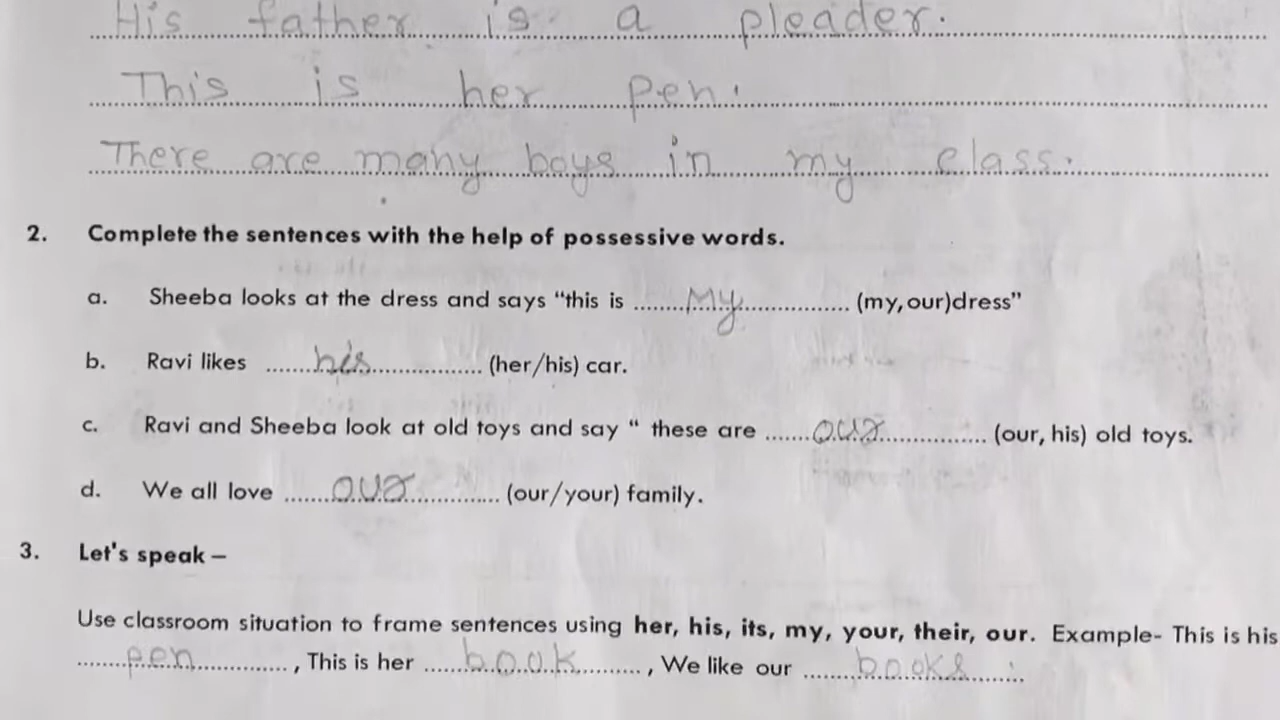 His father is a pleader.
This is her pen.
There are many boys in my class.
2. Complete the sentences with the help of possessive words.
a. Sheeba looks at the dress and says “this is ........my............... (my,our)dress”
b. Ravi likes .......his................ (her/his) car.
c. Ravi and Sheeba look at old toys and say “ these are .......our................ (our, his) old toys.
d. We all love .......our............... (our/your) family.
3. Let's speak –
Use classroom situation to frame sentences using her, his, its, my, your, their, our. Example- This is his
.......pen............. , This is her ......book.......... , We like our .......books..........